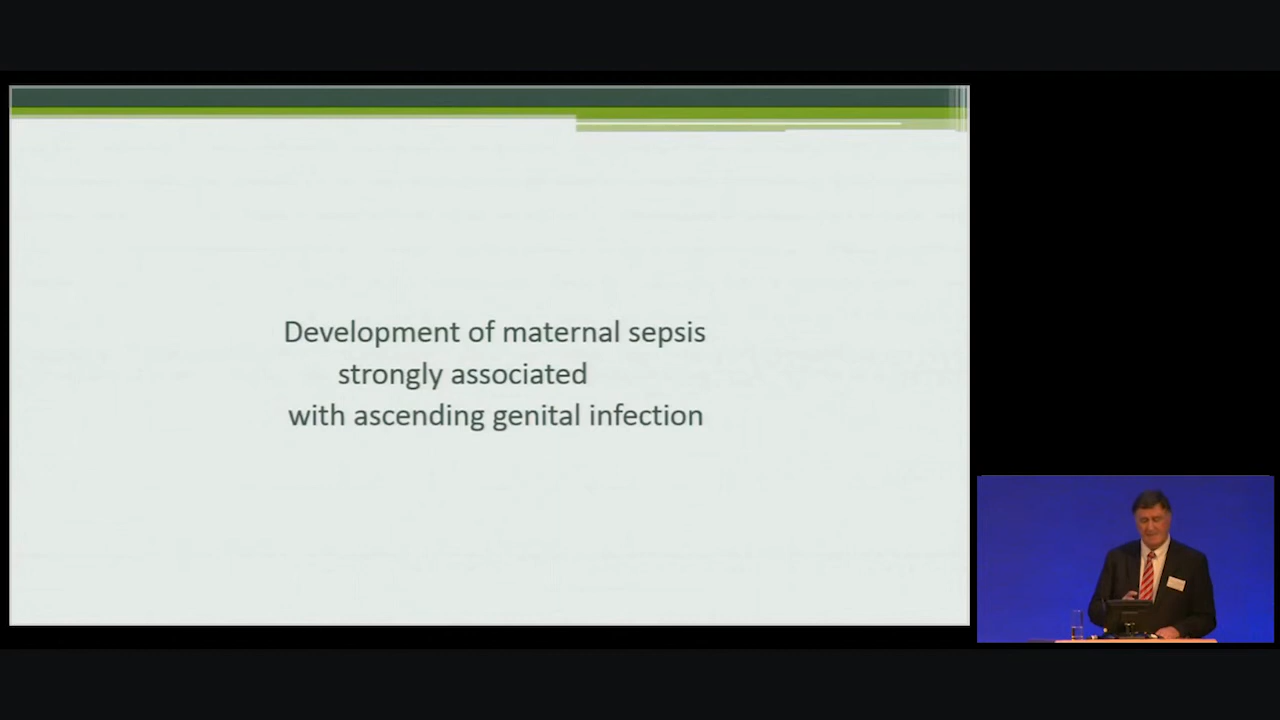 Development of maternal sepsis
strongly associated
with ascending genital infection